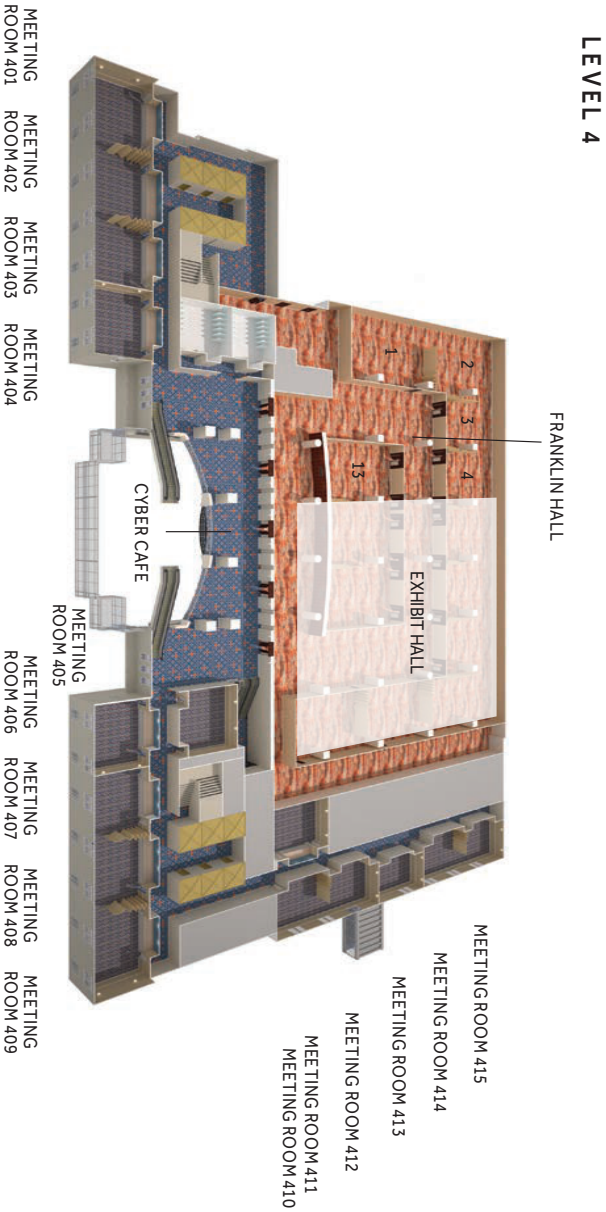 LEVEL 4
FRANKLIN HALL
2
1
3
4
13
EXHIBIT HALL
CYBER CAFE
MEETING
ROOM 401
MEETING
ROOM 402
MEETING
ROOM 403
MEETING
ROOM 404
MEETING
ROOM 405
MEETING
ROOM 406
MEETING
ROOM 407
MEETING
ROOM 408
MEETING
ROOM 409
MEETING ROOM 415
MEETING ROOM 414
MEETING ROOM 413
MEETING ROOM 412
MEETING ROOM 411
MEETING ROOM 410